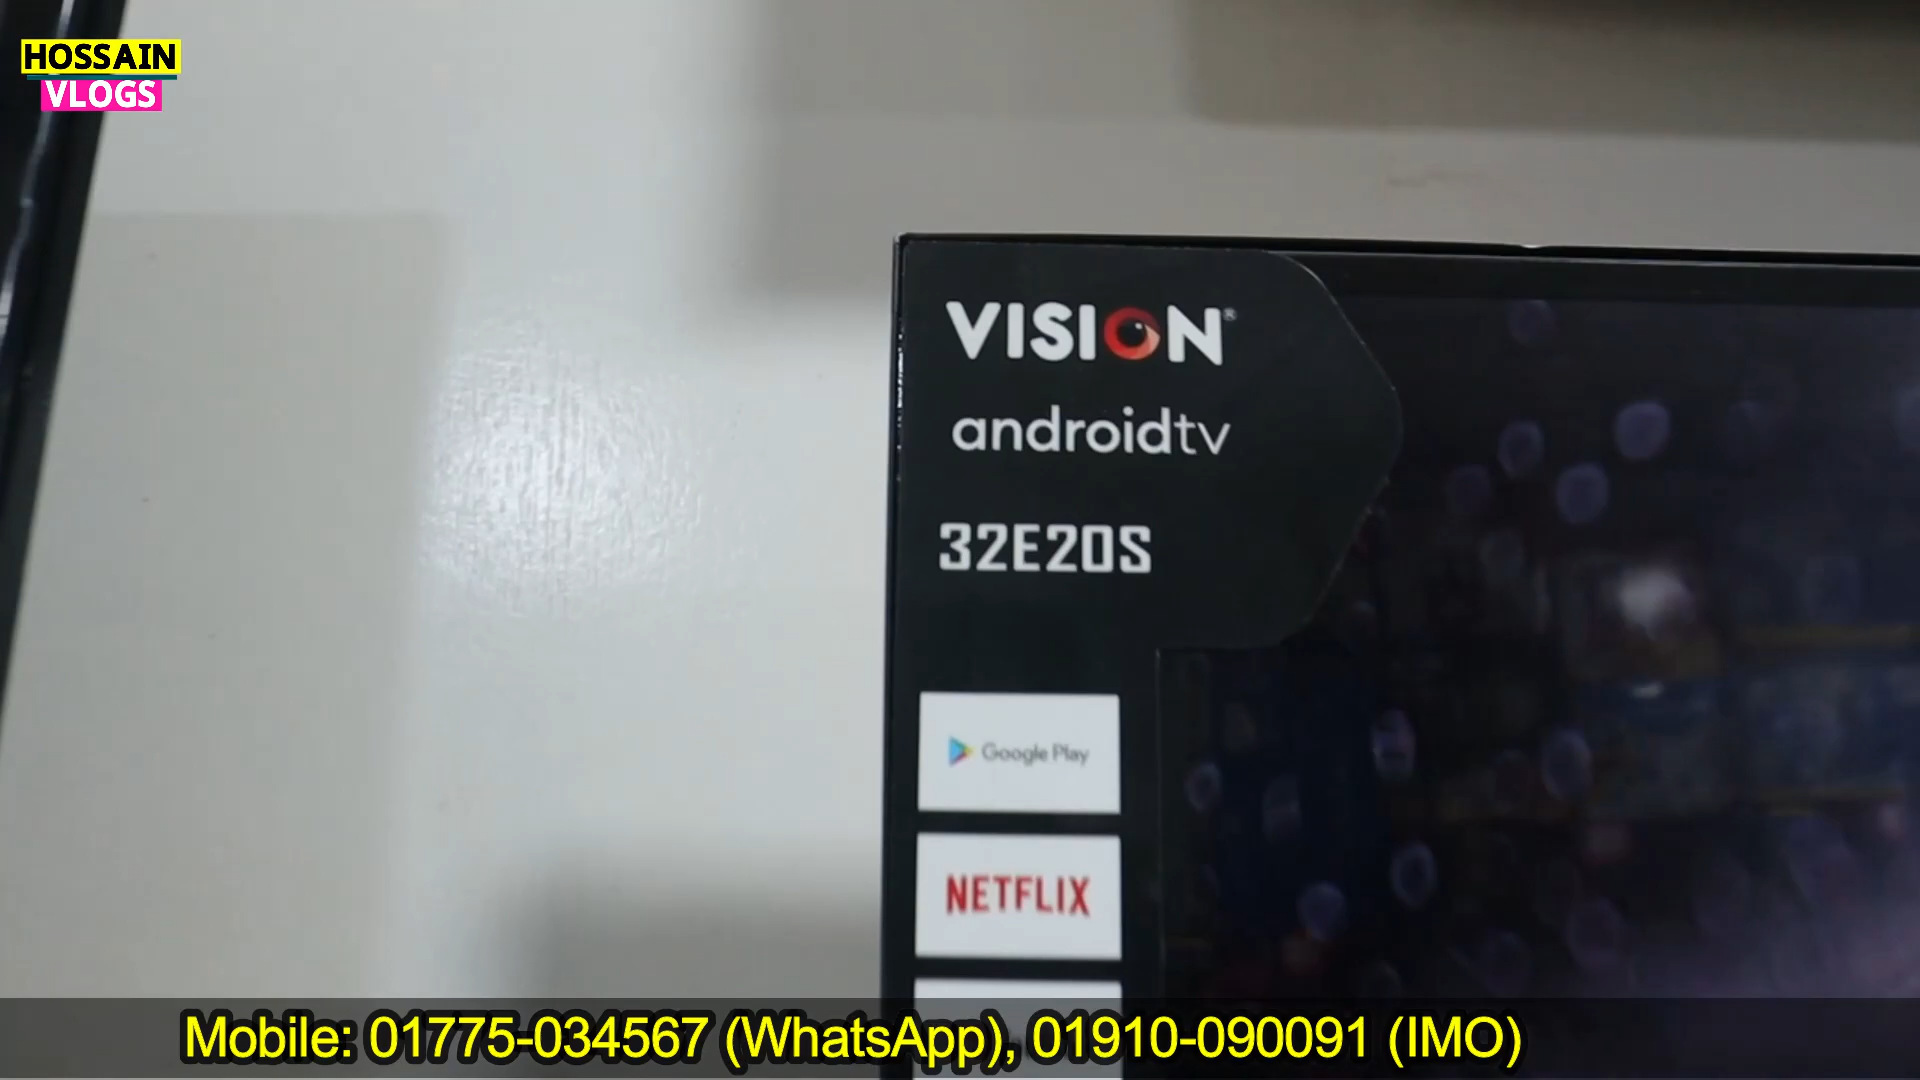 HOSSAIN
VLOGS
VISION®
androidtv
32E20S
Google Play
NETFLIX
Mobile: 01775-034567 (WhatsApp), 01910-090091 (IMO)